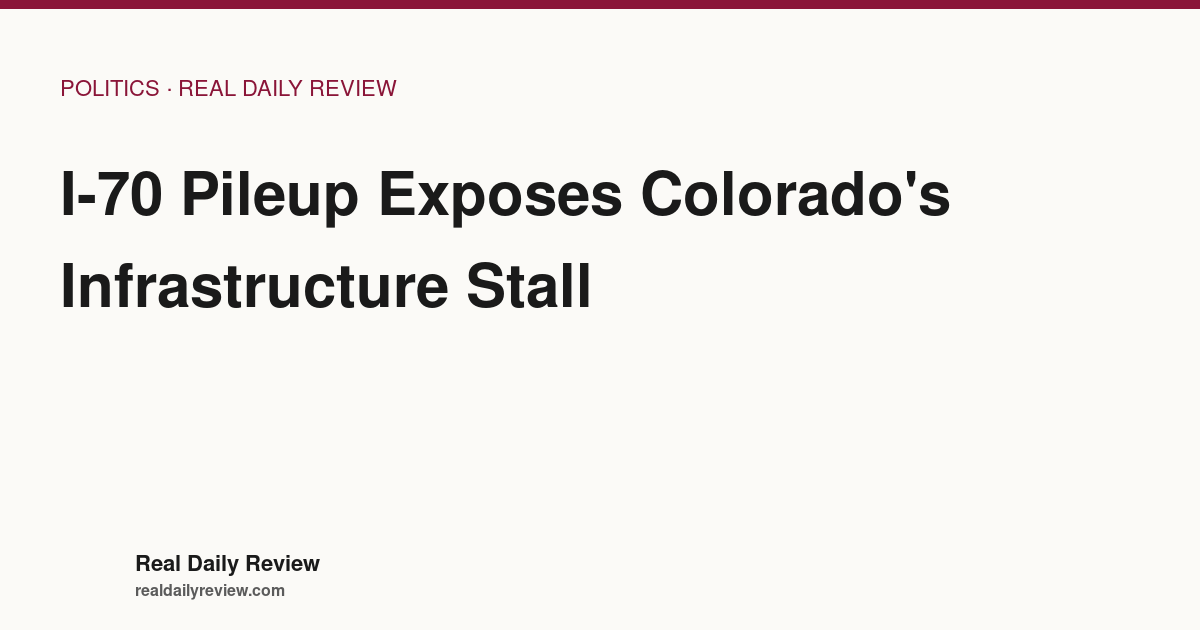 POLITICS · REAL DAILY REVIEW
I-70 Pileup Exposes Colorado's
Infrastructure Stall
Real Daily Review
realdailyreview.com